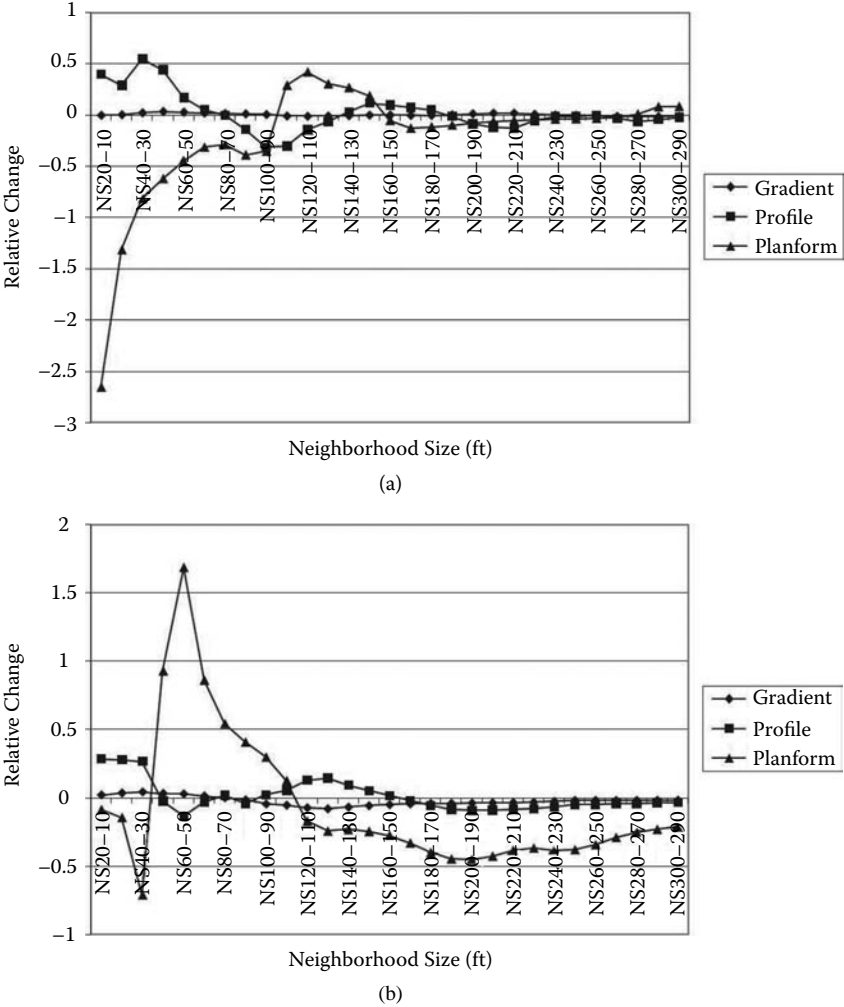 1
0.5
0
−0.5
−1
−1.5
−2
−2.5
−3
Relative Change
NS20−10
NS40−30
NS60−50
NS80−70
NS100−90
NS120−110
NS140−130
NS160−150
NS180−170
NS200−190
NS220−210
NS240−230
NS260−250
NS280−270
NS300−290
Gradient
Profile
Planform
Neighborhood Size (ft)
(a)
2
1.5
1
0.5
0
−0.5
−1
Relative Change
NS20−10
NS40−30
NS60−50
NS80−70
NS100−90
NS120−110
NS140−130
NS160−150
NS180−170
NS200−190
NS220−210
NS240−230
NS260−250
NS280−270
NS300−290
Gradient
Profile
Planform
Neighborhood Size (ft)
(b)